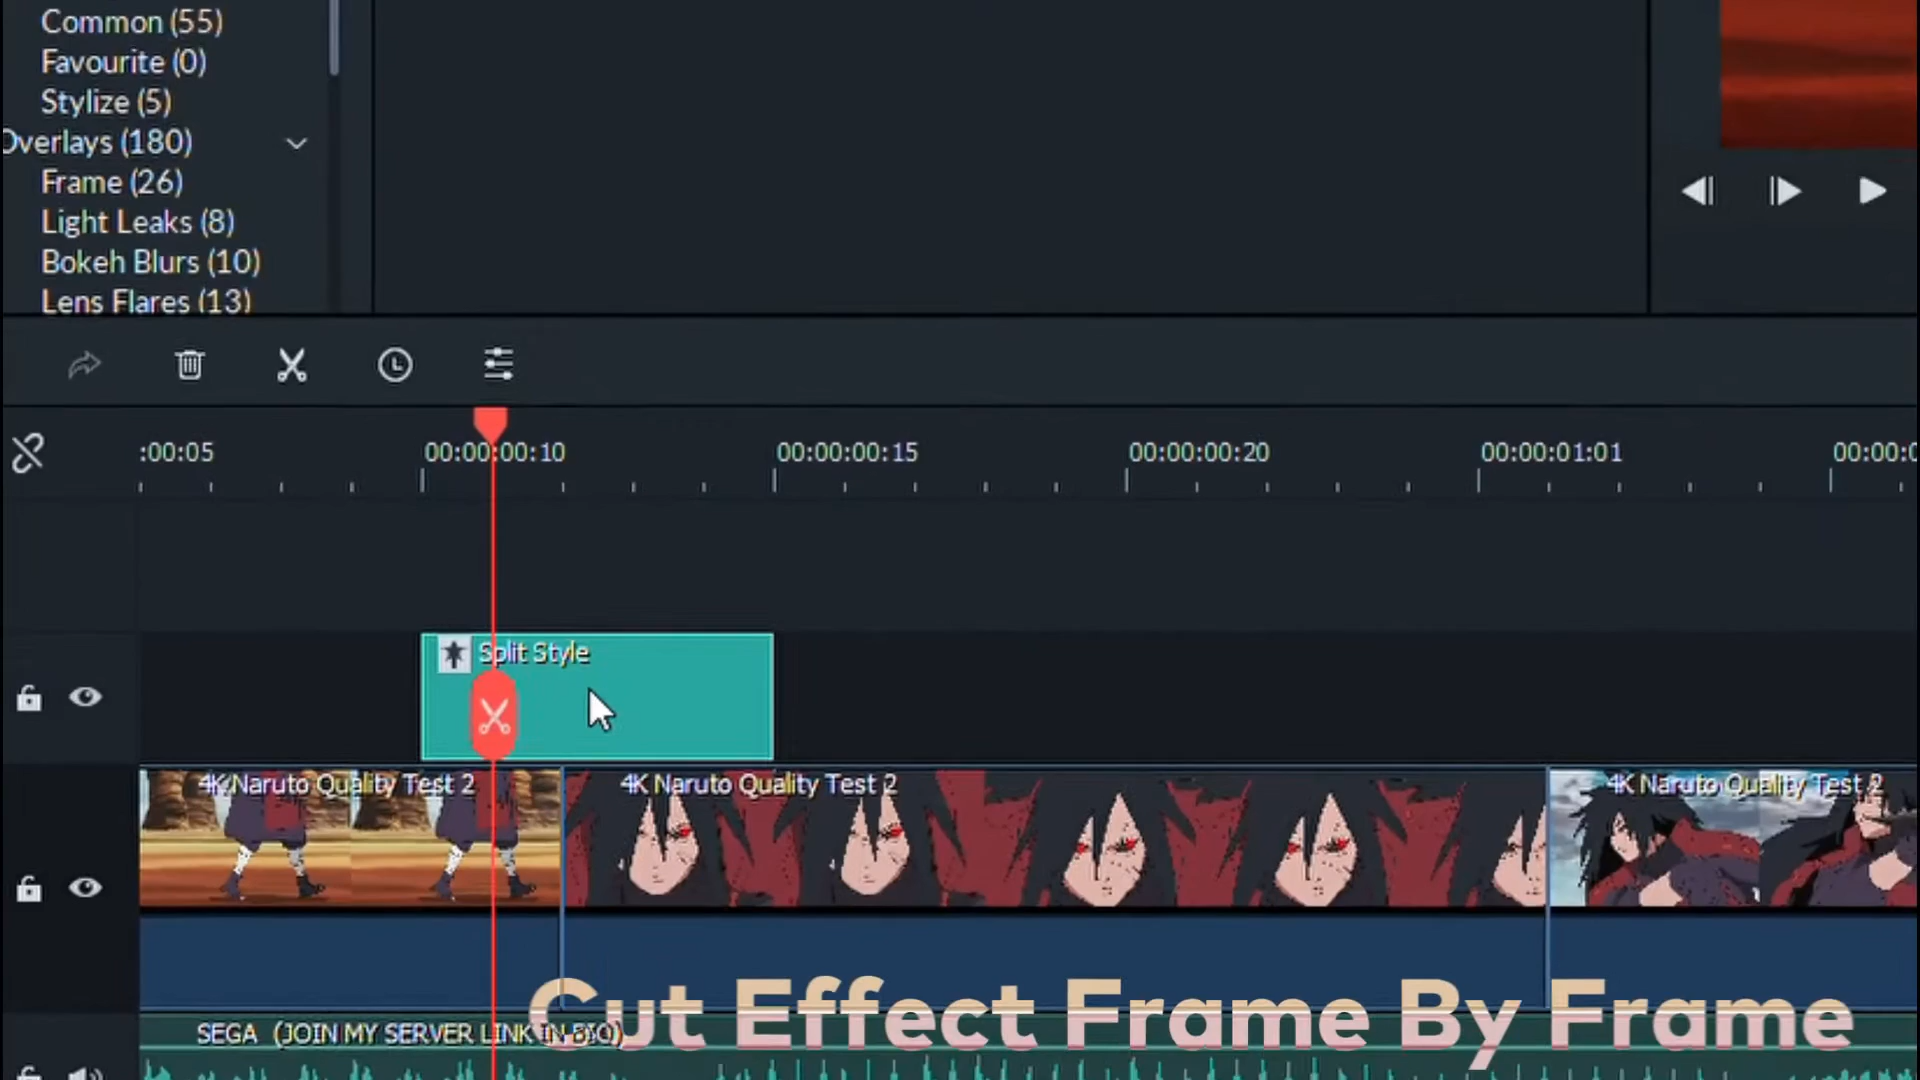 Common (55)
Favourite (0)
Stylize (5)
Overlays (180)
Frame (26)
Light Leaks (8)
Bokeh Blurs (10)
Lens Flares (13)
:00:05
00:00:00:10
00:00:00:15
00:00:00:20
00:00:01:01
00:00:0
Split Style
4K Naruto Quality Test 2
4K Naruto Quality Test 2
4K Naruto Quality Test 2
Cut Effect Frame By Frame
SEGA (JOIN MY SERVER LINK IN BIO)